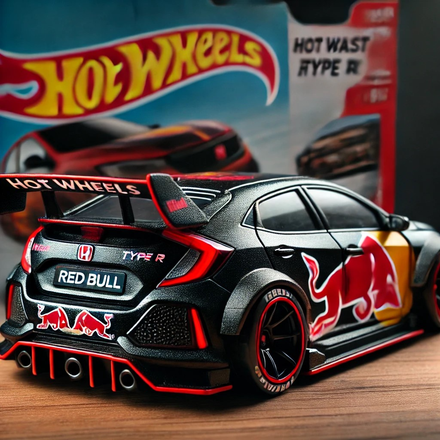 Hot Wheels
HOT WAST
RYPE R
HOT WHEELS
TYPE R
RED BULL